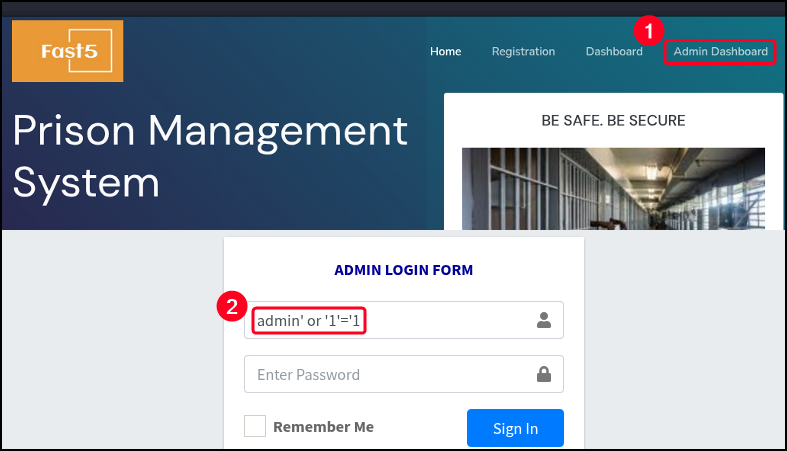 Fast5
1
Home Registration Dashboard Admin Dashboard
Prison Management
System
BE SAFE. BE SECURE
ADMIN LOGIN FORM
2
admin' or '1'='1
Enter Password
Remember Me
Sign In